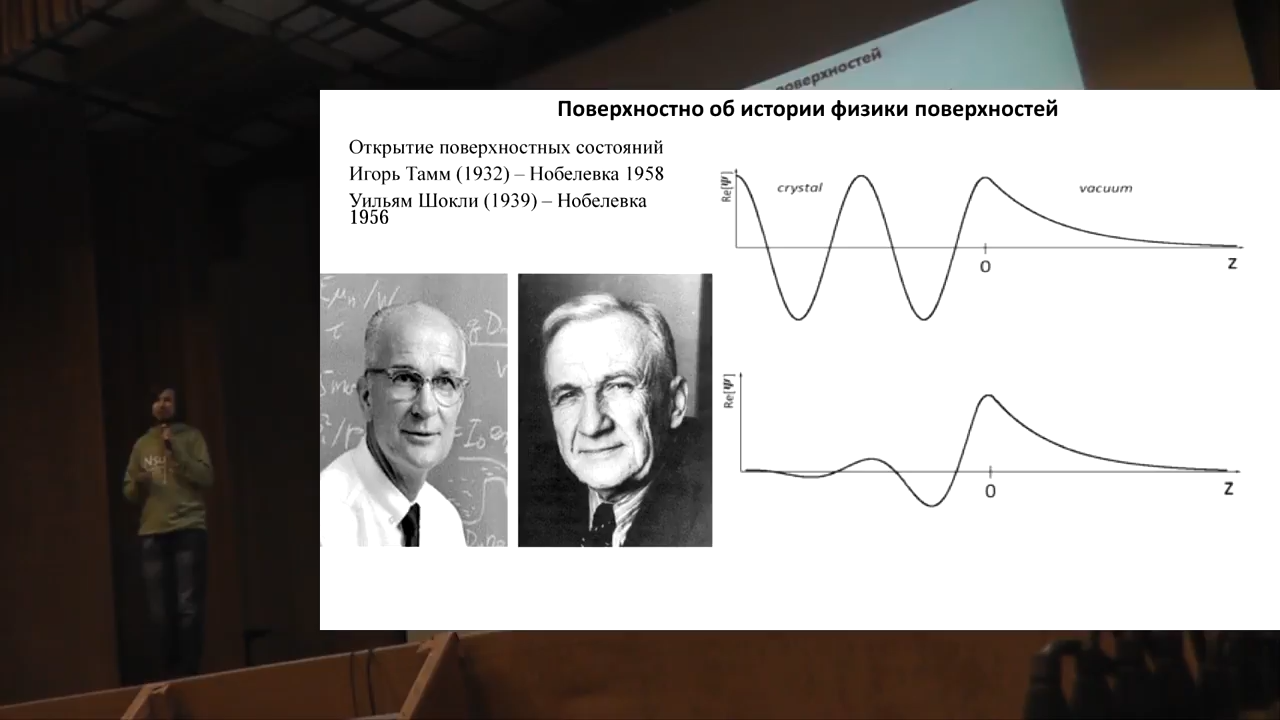 поверхностей
Поверхностно об истории физики поверхностей
Открытие поверхностных состояний
Игорь Тамм (1932) – Нобелевка 1958
Уильям Шокли (1939) – Нобелевка
1956
Re[Ψ]
crystal
vacuum
0
Z
Re[Ψ]
0
Z
NSU